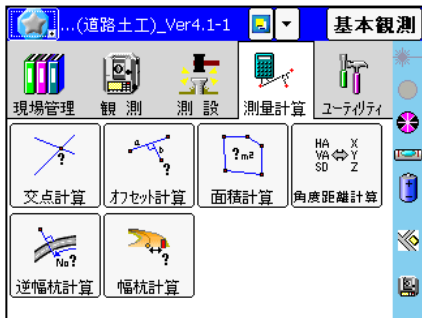 ...(道路土工)_Ver4.1-1
基本観測
現場管理
観 測
測 設
測量計算
ユーティリティ
?
交点計算
a b ?
オフセット計算
?m2
面積計算
HA X
VA ⇔ Y
SD Z
角度距離計算
No?
逆幅杭計算
?
幅杭計算